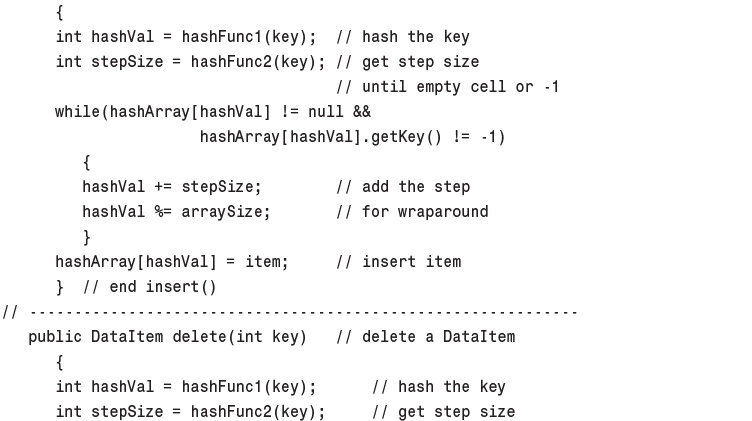 {
int hashVal = hashFunc1(key);  // hash the key
int stepSize = hashFunc2(key); // get step size
// until empty cell or -1
while(hashArray[hashVal] != null &&
hashArray[hashVal].getKey() != -1)
{
hashVal += stepSize;        // add the step
hashVal %= arraySize;       // for wraparound
}
hashArray[hashVal] = item;     // insert item
}  // end insert()
// -------------------------------------------------------------
public DataItem delete(int key)   // delete a DataItem
{
int hashVal = hashFunc1(key);      // hash the key
int stepSize = hashFunc2(key);     // get step size